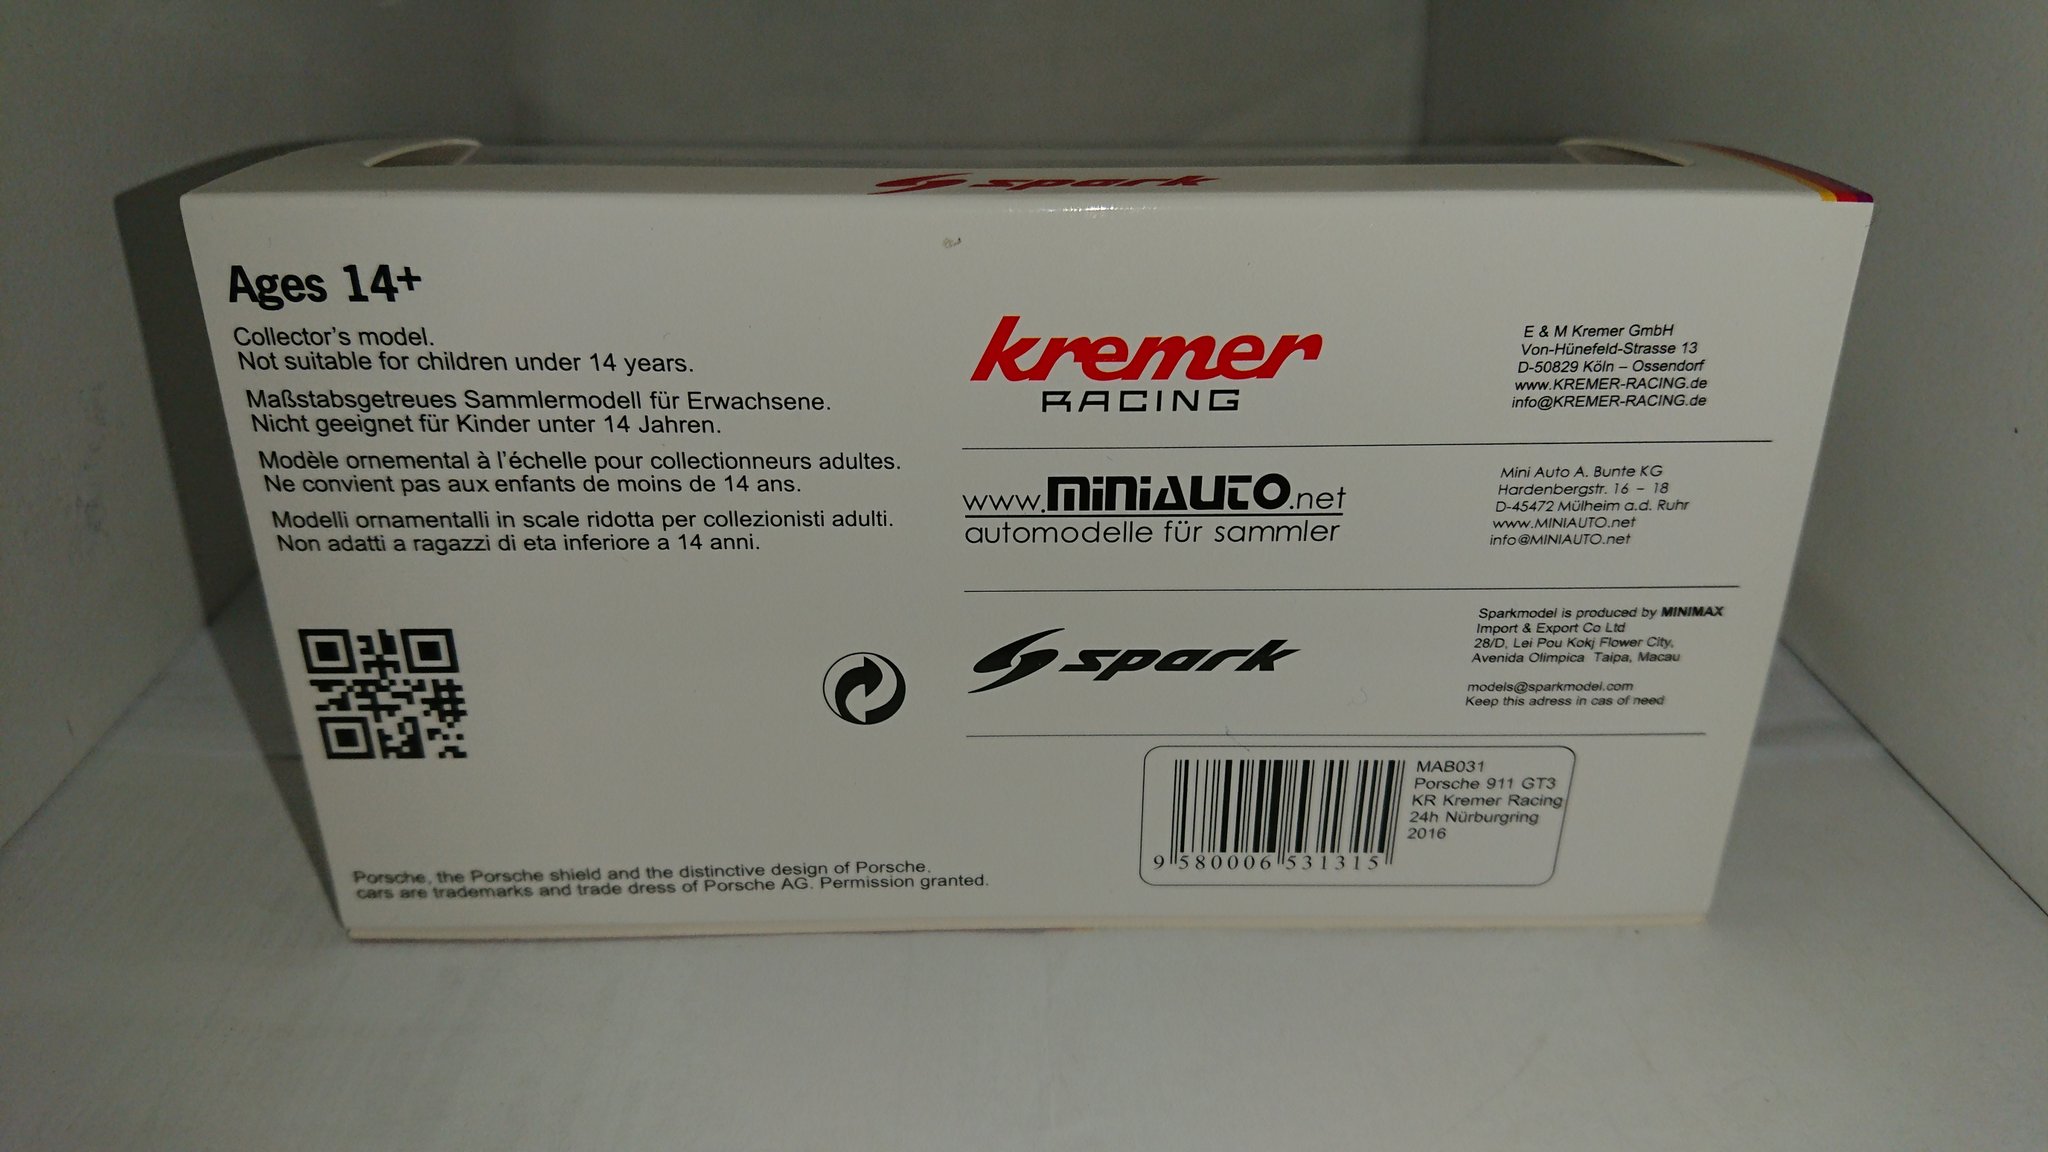 spark
Ages 14+
Collector's model.
Not suitable for children under 14 years.
Maßstabsgetreues Sammlermodell für Erwachsene.
Nicht geeignet für Kinder unter 14 Jahren.
Modèle ornemental à l'échelle pour collectionneurs adultes.
Ne convient pas aux enfants de moins de 14 ans.
Modelli ornamentalli in scale ridotta per collezionisti adulti.
Non adatti a ragazzi di eta inferiore a 14 anni.
kremer
RACING
E & M Kremer GmbH
Von-Hünefeld-Strasse 13
D-50829 Köln – Ossendorf
www.KREMER-RACING.de
info@KREMER-RACING.de
www.MINIAUTO.net
automodelle für sammler
Mini Auto A. Bunte KG
Hardenbergstr. 16 – 18
D-45472 Mülheim a.d. Ruhr
www.MINIAUTO.net
info@MINIAUTO.net
spark
Sparkmodel is produced by MINIMAX
Import & Export Co Ltd
28/D, Lei Pou Kokj Flower City,
Avenida Olimpica Taipa, Macau
models@sparkmodel.com
Keep this adress in cas of need
MAB031
Porsche 911 GT3
KR Kremer Racing
24h Nürburgring
2016
9 580006 531315
Porsche, the Porsche shield and the distinctive design of Porsche.
cars are trademarks and trade dress of Porsche AG. Permission granted.